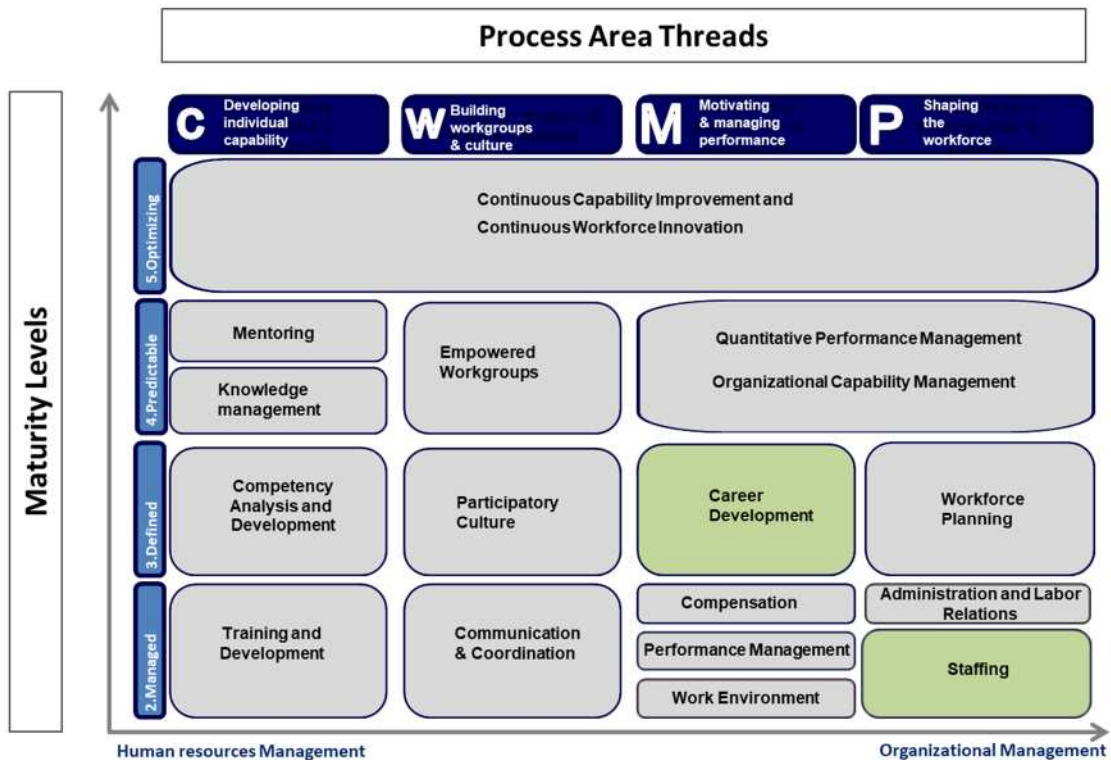 Process Area Threads
Maturity Levels
C
Developing
individual
capability
W
Building
workgroups
& culture
M
Motivating
& managing
performance
P
Shaping
the
workforce
5.Optimizing
Continuous Capability Improvement and
Continuous Workforce Innovation
4.Predictable
Mentoring
Knowledge
management
Empowered
Workgroups
Quantitative Performance Management
Organizational Capability Management
3.Defined
Competency
Analysis and
Development
Participatory
Culture
Career
Development
Workforce
Planning
2.Managed
Training and
Development
Communication
& Coordination
Compensation
Performance Management
Work Environment
Administration and Labor
Relations
Staffing
Human resources Management
Organizational Management